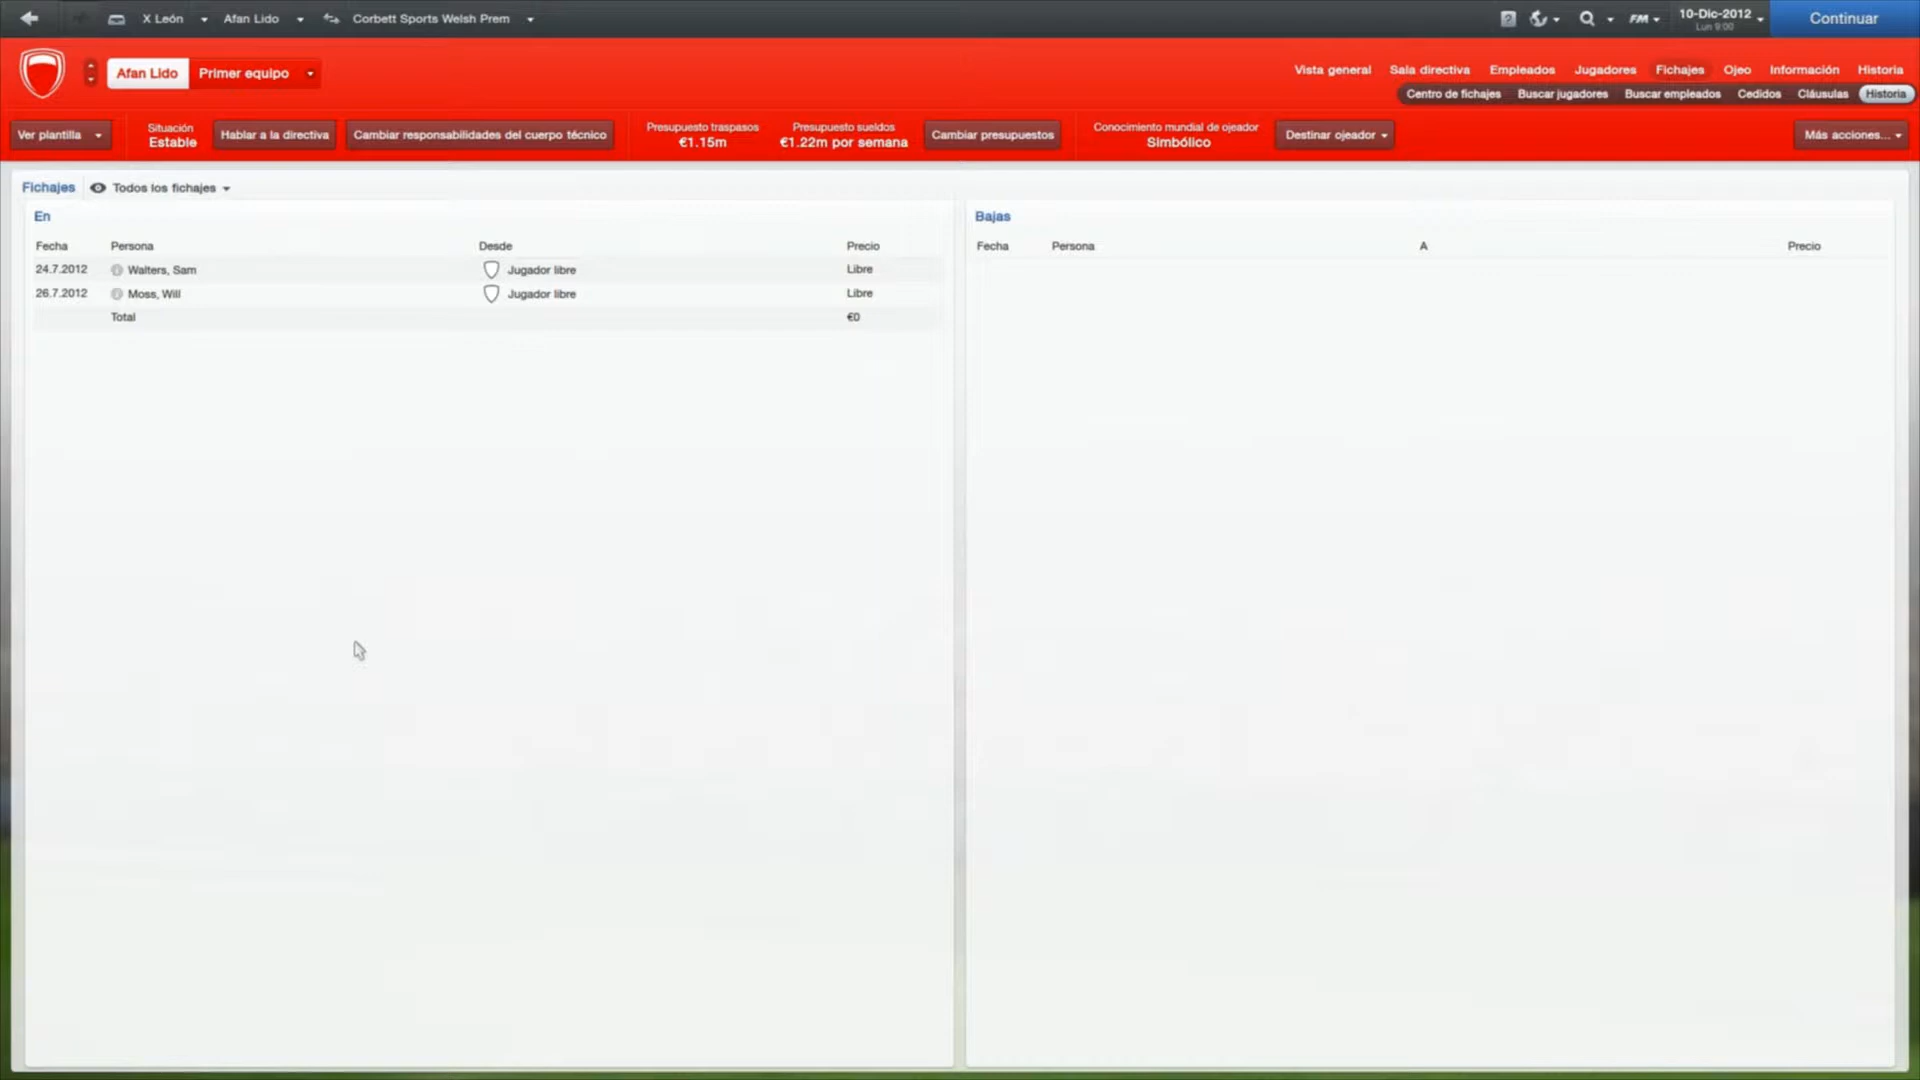 X León
Afan Lido
Corbett Sports Welsh Prem
FM
10-Dic-2012
Lun 9:00
Continuar
Afan Lido
Primer equipo
Vista general
Sala directiva
Empleados
Jugadores
Fichajes
Ojeo
Información
Historia
Centro de fichajes
Buscar jugadores
Buscar empleados
Cedidos
Cláusulas
Historia
Ver plantilla
Situación
Estable
Hablar a la directiva
Cambiar responsabilidades del cuerpo técnico
Presupuesto traspasos
€1.15m
Presupuesto sueldos
€1.22m por semana
Cambiar presupuestos
Conocimiento mundial de ojeador
Simbólico
Destinar ojeador
Más acciones...
Fichajes
Todos los fichajes
En
Fecha Persona Desde Precio
24.7.2012 Walters, Sam Jugador libre Libre
26.7.2012 Moss, Will Jugador libre Libre
Total €0
Bajas
Fecha Persona A Precio